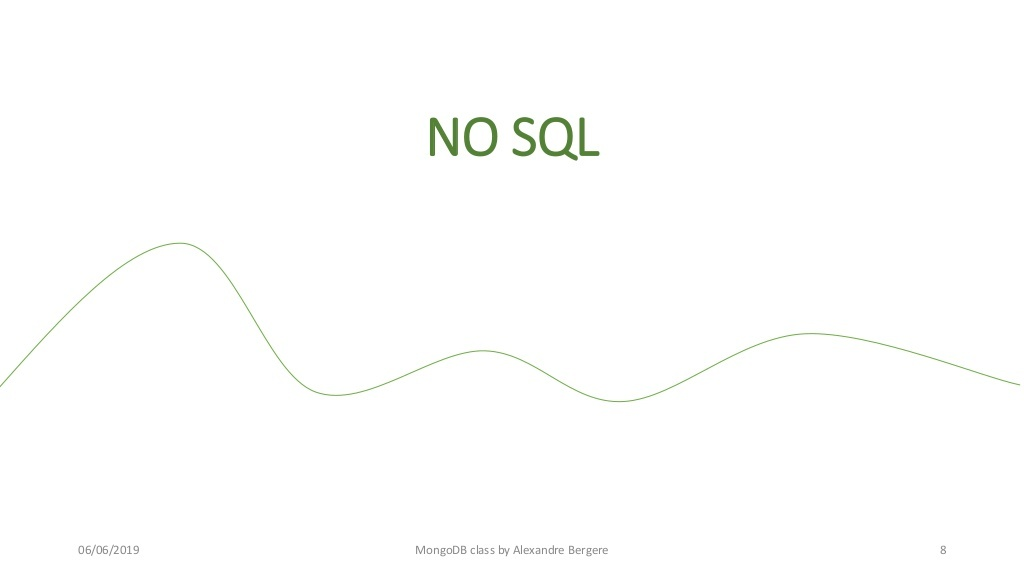 NO SQL
06/06/2019
MongoDB class by Alexandre Bergere
8